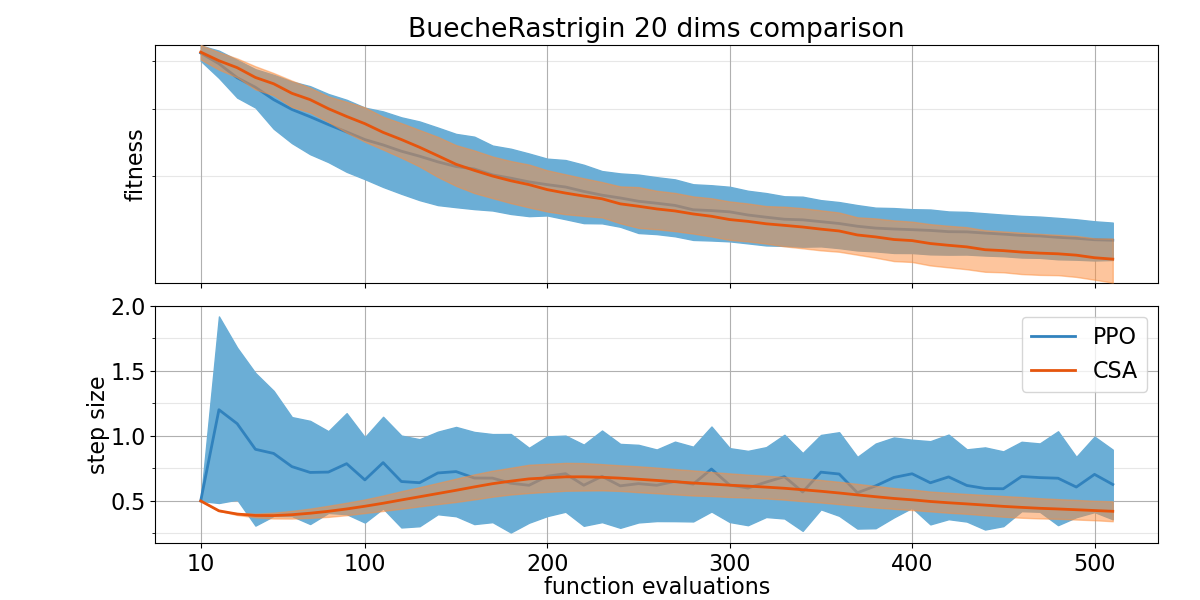 BuecheRastrigin 20 dims comparison
fitness
2.0
1.5
1.0
0.5
step size
PPO
CSA
10
100
200
300
400
500
function evaluations